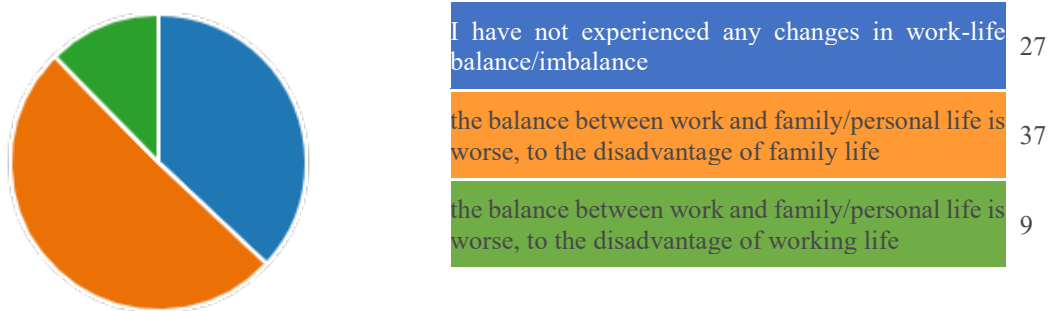 I have not experienced any changes in work-life
balance/imbalance
27
the balance between work and family/personal life is
worse, to the disadvantage of family life
37
the balance between work and family/personal life is
worse, to the disadvantage of working life
9